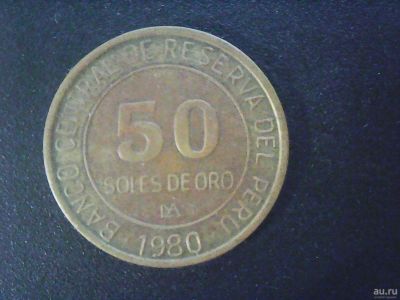 BANCO CENTRAL DE RESERVA DEL PERU
50
SOLES DE ORO
1980
au.ru